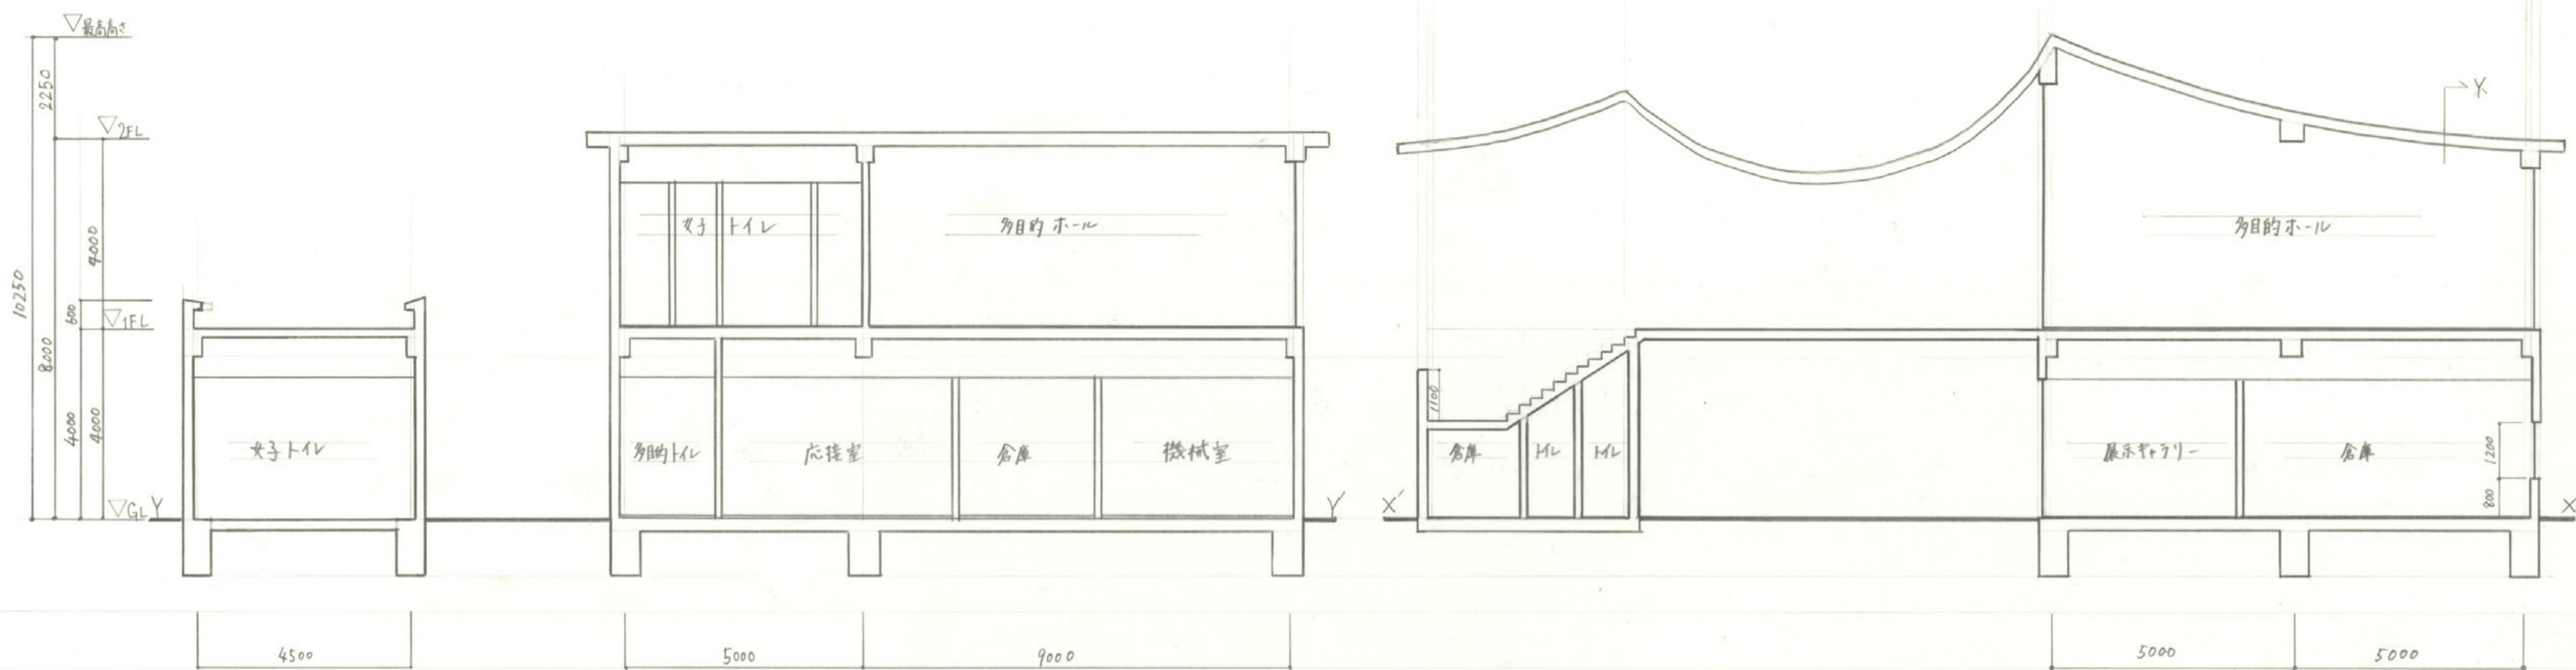 ▽最高高さ
2250
▽2FL
10250
8000
4000
600
▽1FL
4000
4000
▽GL
Y
女子トイレ
4500
女子トイレ
多目的ホール
多目的トイレ
応接室
倉庫
機械室
Y'
5000
9000
X'
1100
倉庫
トイレ
トイレ
Y
多目的ホール
展示ギャラリー
倉庫
1200
800
X
5000
5000